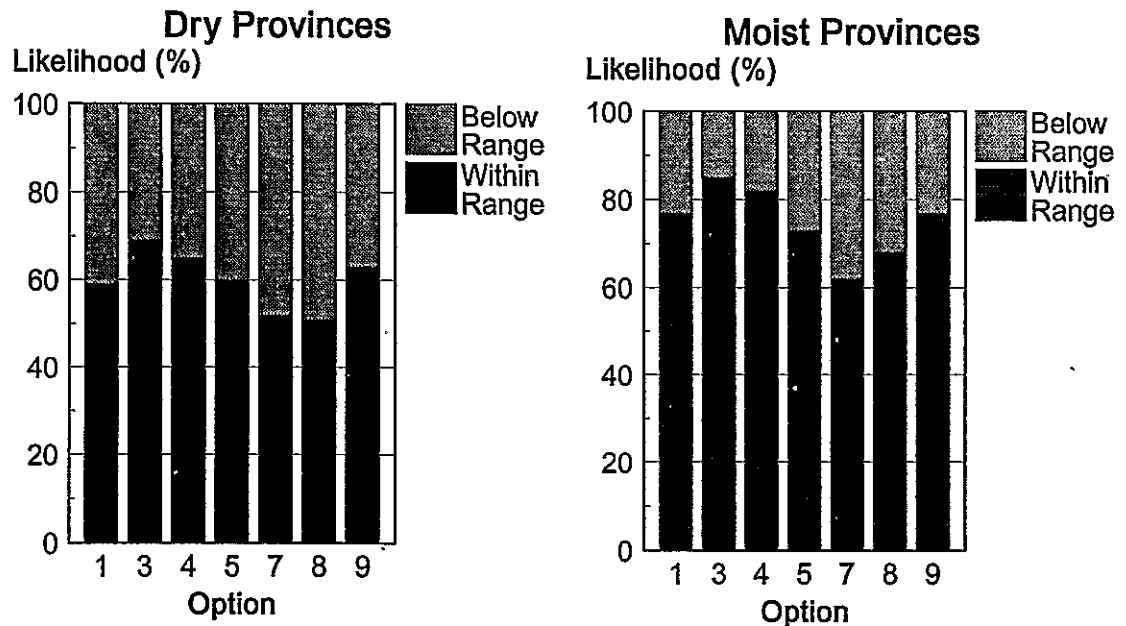 Dry Provinces
Likelihood (%)
100
80
60
40
20
0
1 3 4 5 7 8 9
Option
Below
Range
Within
Range
Moist Provinces
Likelihood (%)
100
80
60
40
20
0
1 3 4 5 7 8 9
Option
Below
Range
Within
Range